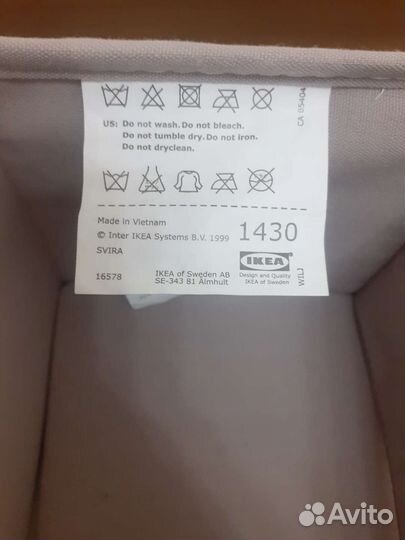 US: Do not wash. Do not bleach.
Do not tumble dry. Do not iron.
Do not dryclean.
CA 05404
Made in Vietnam
© Inter IKEA Systems B.V. 1999
SVIRA
1430
IKEA
Design and Quality
IKEA of Sweden
16578
IKEA of Sweden AB
SE-343 81 Älmhult
WILJ
Avito